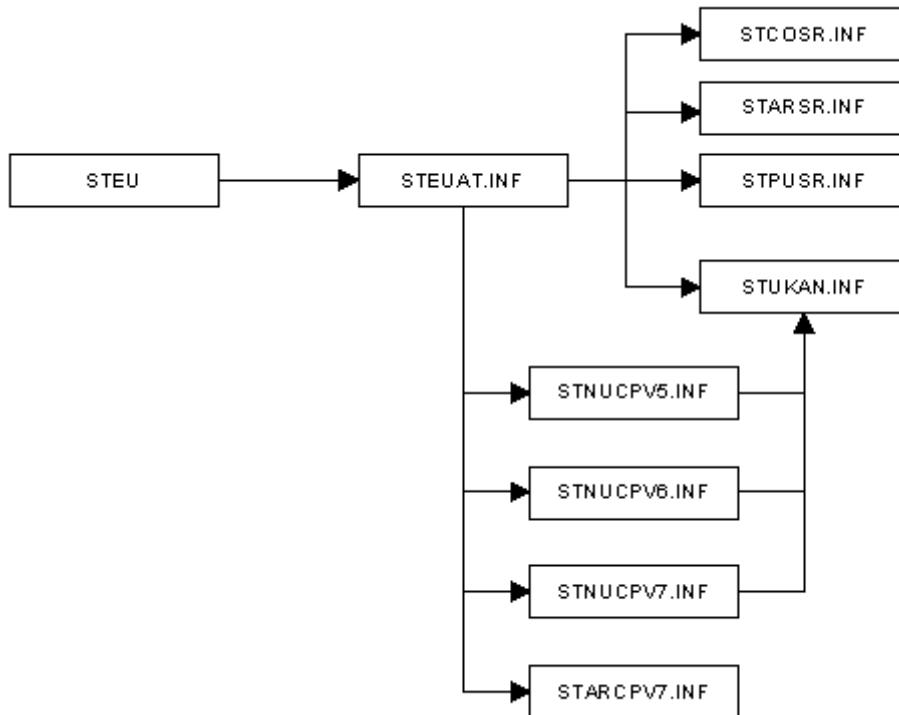 STCOSR.INF
STARSR.INF
STEU
STEUAT.INF
STPUSR.INF
STUKAN.INF
STNUCPV5.INF
STNUCPV6.INF
STNUCPV7.INF
STARCPV7.INF